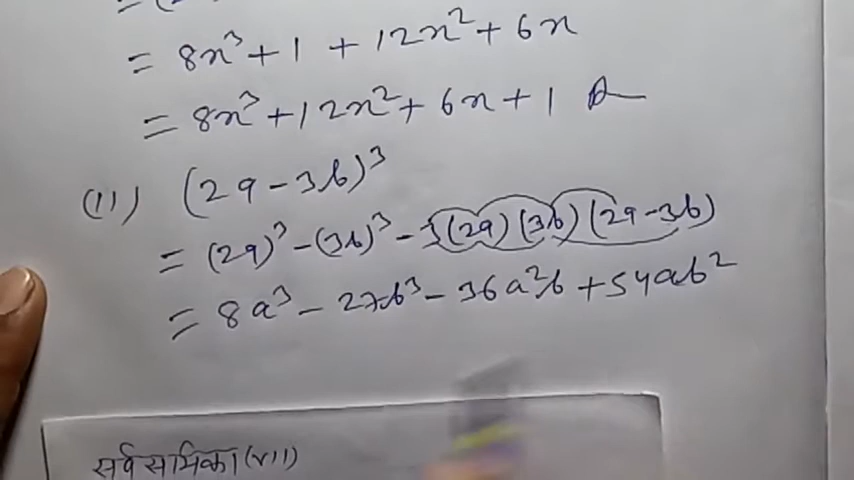 = 8x³ + 1 + 12x² + 6x
= 8x³ + 12x² + 6x + 1
(II) (2a - 3b)³
= (2a)³ - (3b)³ - 3(2a)(3b)(2a - 3b)
= 8a³ - 27b³ - 36a²b + 54ab²
सर्वसमिका (VII)